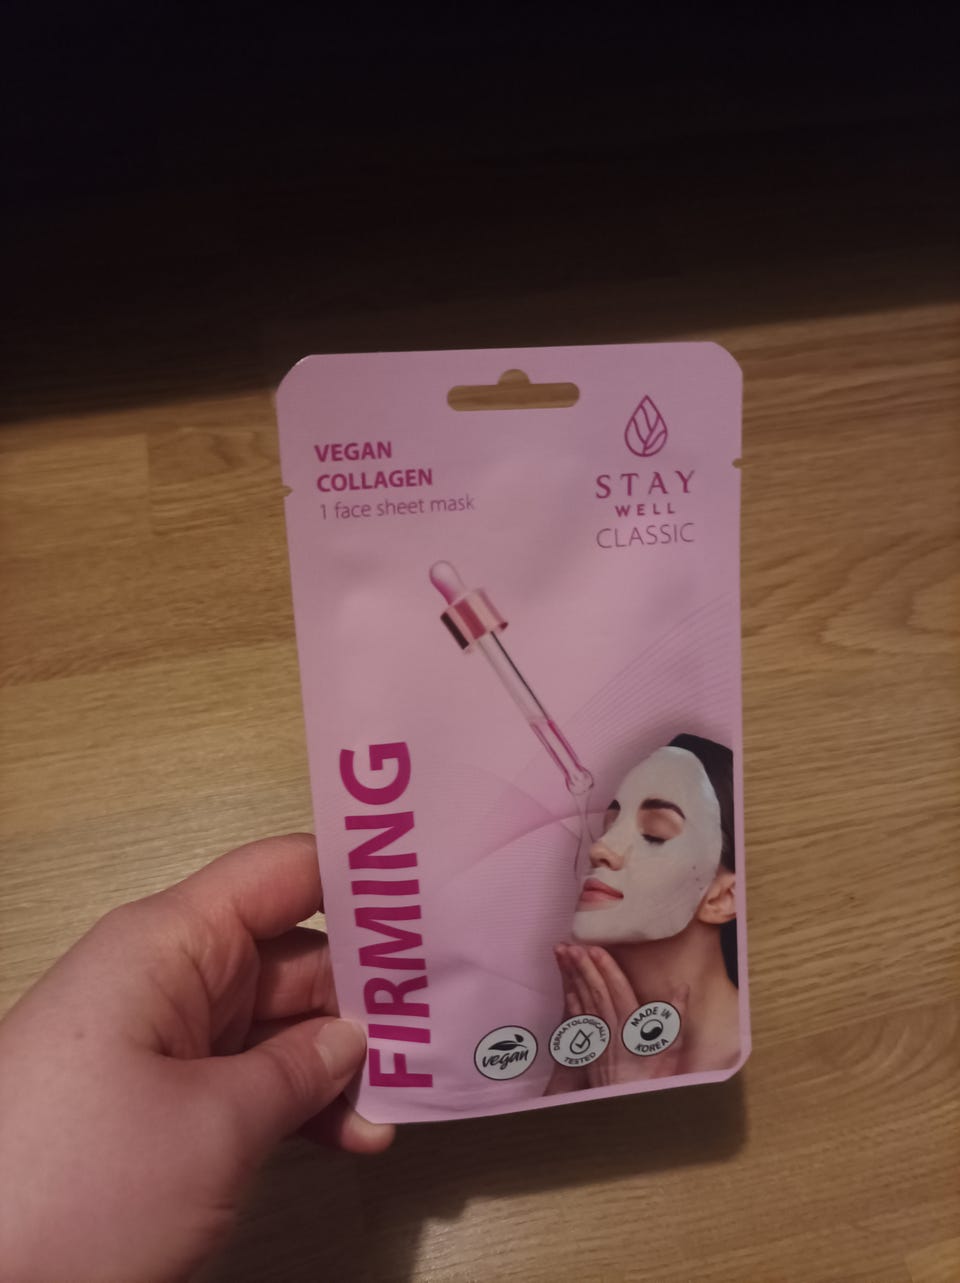 VEGAN
COLLAGEN
1 face sheet mask
STAY
WELL
CLASSIC
FIRMING
vegan
DERMATOLOGICALLY
TESTED
MADE IN
KOREA